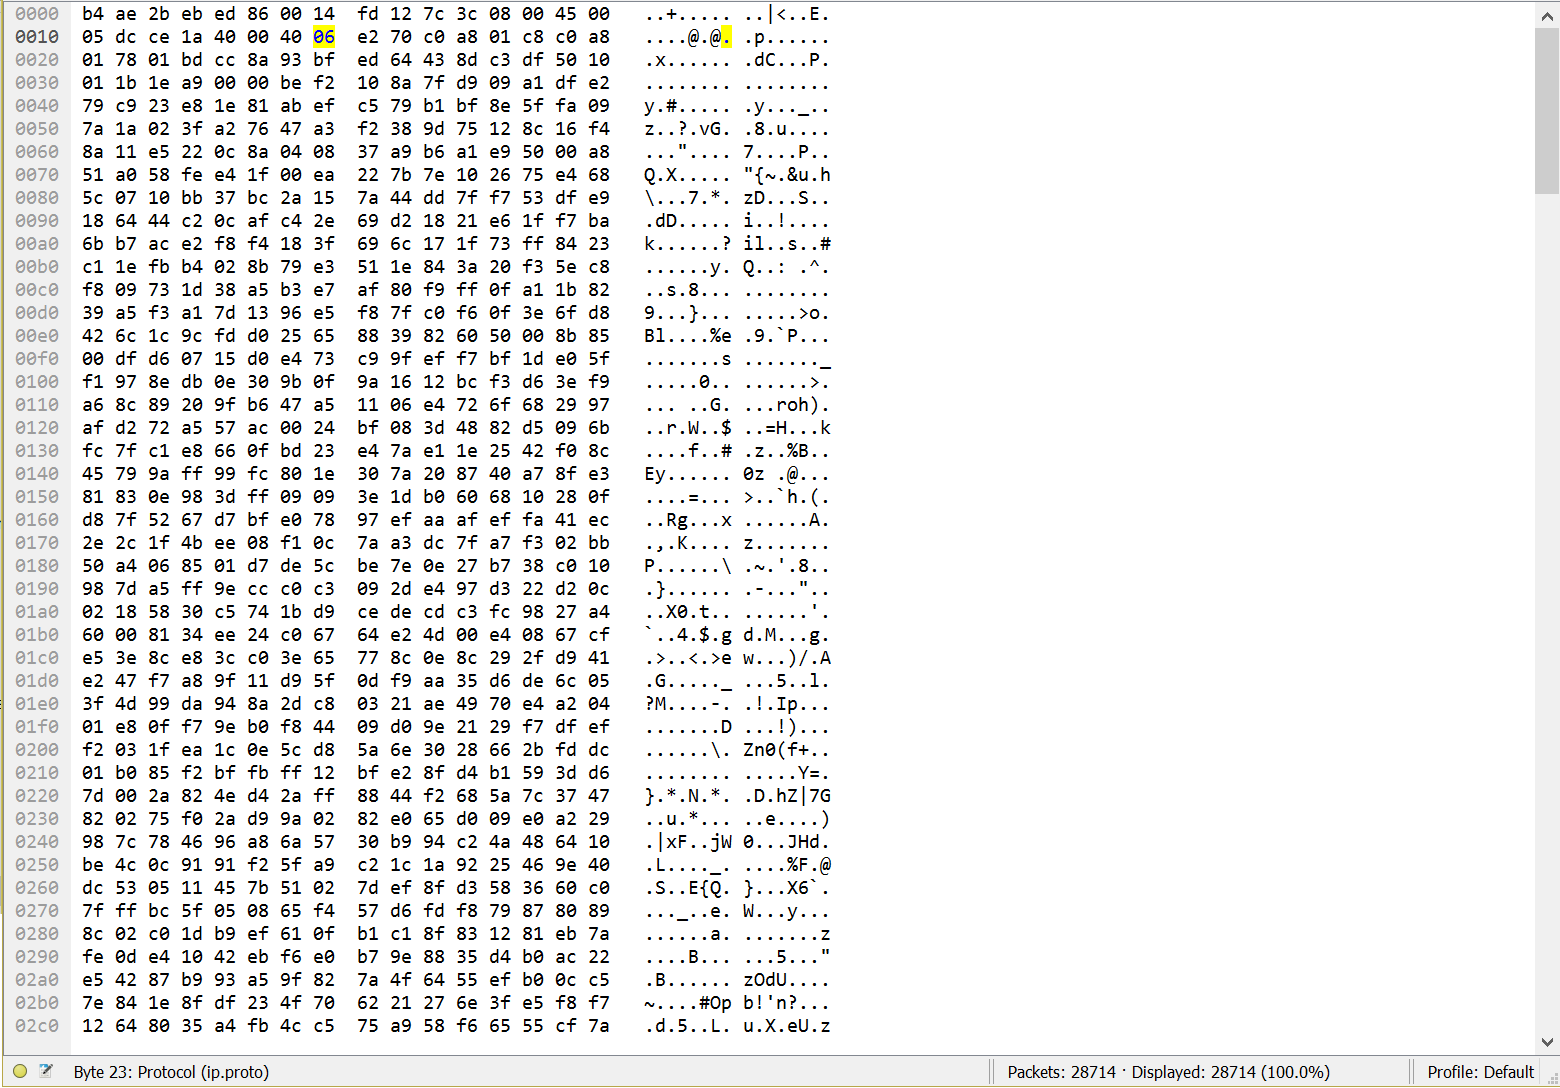 0000 b4 ae 2b eb ed 86 00 14 fd 12 7c 3c 08 00 45 00 ..+..... ..|<..E.
0010 05 dc ce 1a 40 00 40 06 e2 70 c0 a8 01 c8 c0 a8 ....@.@. .p......
0020 01 78 01 bd cc 8a 93 bf ed 64 43 8d c3 df 50 10 .x...... .dC...P.
0030 01 1b 1e a9 00 00 be f2 10 8a 7f d9 09 a1 df e2 ........ ........
0040 79 c9 23 e8 1e 81 ab ef c5 79 b1 bf 8e 5f fa 09 y.#..... .y..._..
0050 7a 1a 02 3f a2 76 47 a3 f2 38 9d 75 12 8c 16 f4 z..?.vG. .8.u....
0060 8a 11 e5 22 0c 8a 04 08 37 a9 b6 a1 e9 50 00 a8 ...".... 7....P..
0070 51 a0 58 fe e4 1f 00 ea 22 7b 7e 10 26 75 e4 68 Q.X..... "{~.&u.h
0080 5c 07 10 bb 37 bc 2a 15 7a 44 dd 7f f7 53 df e9 \...7.*. zD...S..
0090 18 64 44 c2 0c af c4 2e 69 d2 18 21 e6 1f f7 ba .dD..... i..!....
00a0 6b b7 ac e2 f8 f4 18 3f 69 6c 17 1f 73 ff 84 23 k......? il..s..#
00b0 c1 1e fb b4 02 8b 79 e3 51 1e 84 3a 20 f3 5e c8 ......y. Q..: .^.
00c0 f8 09 73 1d 38 a5 b3 e7 af 80 f9 ff 0f a1 1b 82 ..s.8... ........
00d0 39 a5 f3 a1 7d 13 96 e5 f8 7f c0 f6 0f 3e 6f d8 9...}... .....>o.
00e0 42 6c 1c 9c fd d0 25 65 88 39 82 60 50 00 8b 85 Bl....%e .9.`P...
00f0 00 df d6 07 15 d0 e4 73 c9 9f ef f7 bf 1d e0 5f .......s ......._
0100 f1 97 8e db 0e 30 9b 0f 9a 16 12 bc f3 d6 3e f9 .....0.. ......>.
0110 a6 8c 89 20 9f b6 47 a5 11 06 e4 72 6f 68 29 97 ... ..G. ...roh).
0120 af d2 72 a5 57 ac 00 24 bf 08 3d 48 82 d5 09 6b ..r.W..$ ..=H...k
0130 fc 7f c1 e8 66 0f bd 23 e4 7a e1 1e 25 42 f0 8c ....f..# .z..%B..
0140 45 79 9a ff 99 fc 80 1e 30 7a 20 87 40 a7 8f e3 Ey...... 0z .@...
0150 81 83 0e 98 3d ff 09 09 3e 1d b0 60 68 10 28 0f ....=... >..`h.(.
0160 d8 7f 52 67 d7 bf e0 78 97 ef aa af ef fa 41 ec ..Rg...x ......A.
0170 2e 2c 1f 4b ee 08 f1 0c 7a a3 dc 7f a7 f3 02 bb .,.K.... z.......
0180 50 a4 06 85 01 d7 de 5c be 7e 0e 27 b7 38 c0 10 P......\ .~.'.8..
0190 98 7d a5 ff 9e cc c0 c3 09 2d e4 97 d3 22 d2 0c .}...... .-..."..
01a0 02 18 58 30 c5 74 1b d9 ce de cd c3 fc 98 27 a4 ..X0.t.. ......'.
01b0 60 00 81 34 ee 24 c0 67 64 e2 4d 00 e4 08 67 cf `..4.$.g d.M...g.
01c0 e5 3e 8c e8 3c c0 3e 65 77 8c 0e 8c 29 2f d9 41 .>..<.>e w...)/.A
01d0 e2 47 f7 a8 9f 11 d9 5f 0d f9 aa 35 d6 de 6c 05 .G....._ ...5..l.
01e0 3f 4d 99 da 94 8a 2d c8 03 21 ae 49 70 e4 a2 04 ?M....-. .!.Ip...
01f0 01 e8 0f f7 9e b0 f8 44 09 d0 9e 21 29 f7 df ef .......D ...!)...
0200 f2 03 1f ea 1c 0e 5c d8 5a 6e 30 28 66 2b fd dc ......\. Zn0(f+..
0210 01 b0 85 f2 bf fb ff 12 bf e2 8f d4 b1 59 3d d6 ........ .....Y=.
0220 7d 00 2a 82 4e d4 2a ff 88 44 f2 68 5a 7c 37 47 }.*.N.*. .D.hZ|7G
0230 82 02 75 f0 2a d9 9a 02 82 e0 65 d0 09 e0 a2 29 ..u.*... ..e....)
0240 98 7c 78 46 96 a8 6a 57 30 b9 94 c2 4a 48 64 10 .|xF..jW 0...JHd.
0250 be 4c 0c 91 91 f2 5f a9 c2 1c 1a 92 25 46 9e 40 .L...._. ....%F.@
0260 dc 53 05 11 45 7b 51 02 7d ef 8f d3 58 36 60 c0 .S..E{Q. }...X6`.
0270 7f ff bc 5f 05 08 65 f4 57 d6 fd f8 79 87 80 89 ..._..e. W...y...
0280 8c 02 c0 1d b9 ef 61 0f b1 c1 8f 83 12 81 eb 7a ......a. .......z
0290 fe 0d e4 10 42 eb f6 e0 b7 9e 88 35 d4 b0 ac 22 ....B... ...5..."
02a0 e5 42 87 b9 93 a5 9f 82 7a 4f 64 55 ef b0 0c c5 .B...... zOdU....
02b0 7e 84 1e 8f df 23 4f 70 62 21 27 6e 3f e5 f8 f7 ~....#Op b!'n?...
02c0 12 64 80 35 a4 fb 4c c5 75 a9 58 f6 65 55 cf 7a .d.5..L. u.X.eU.z
Byte 23: Protocol (ip.proto) Packets: 28714 · Displayed: 28714 (100.0%) Profile: Default